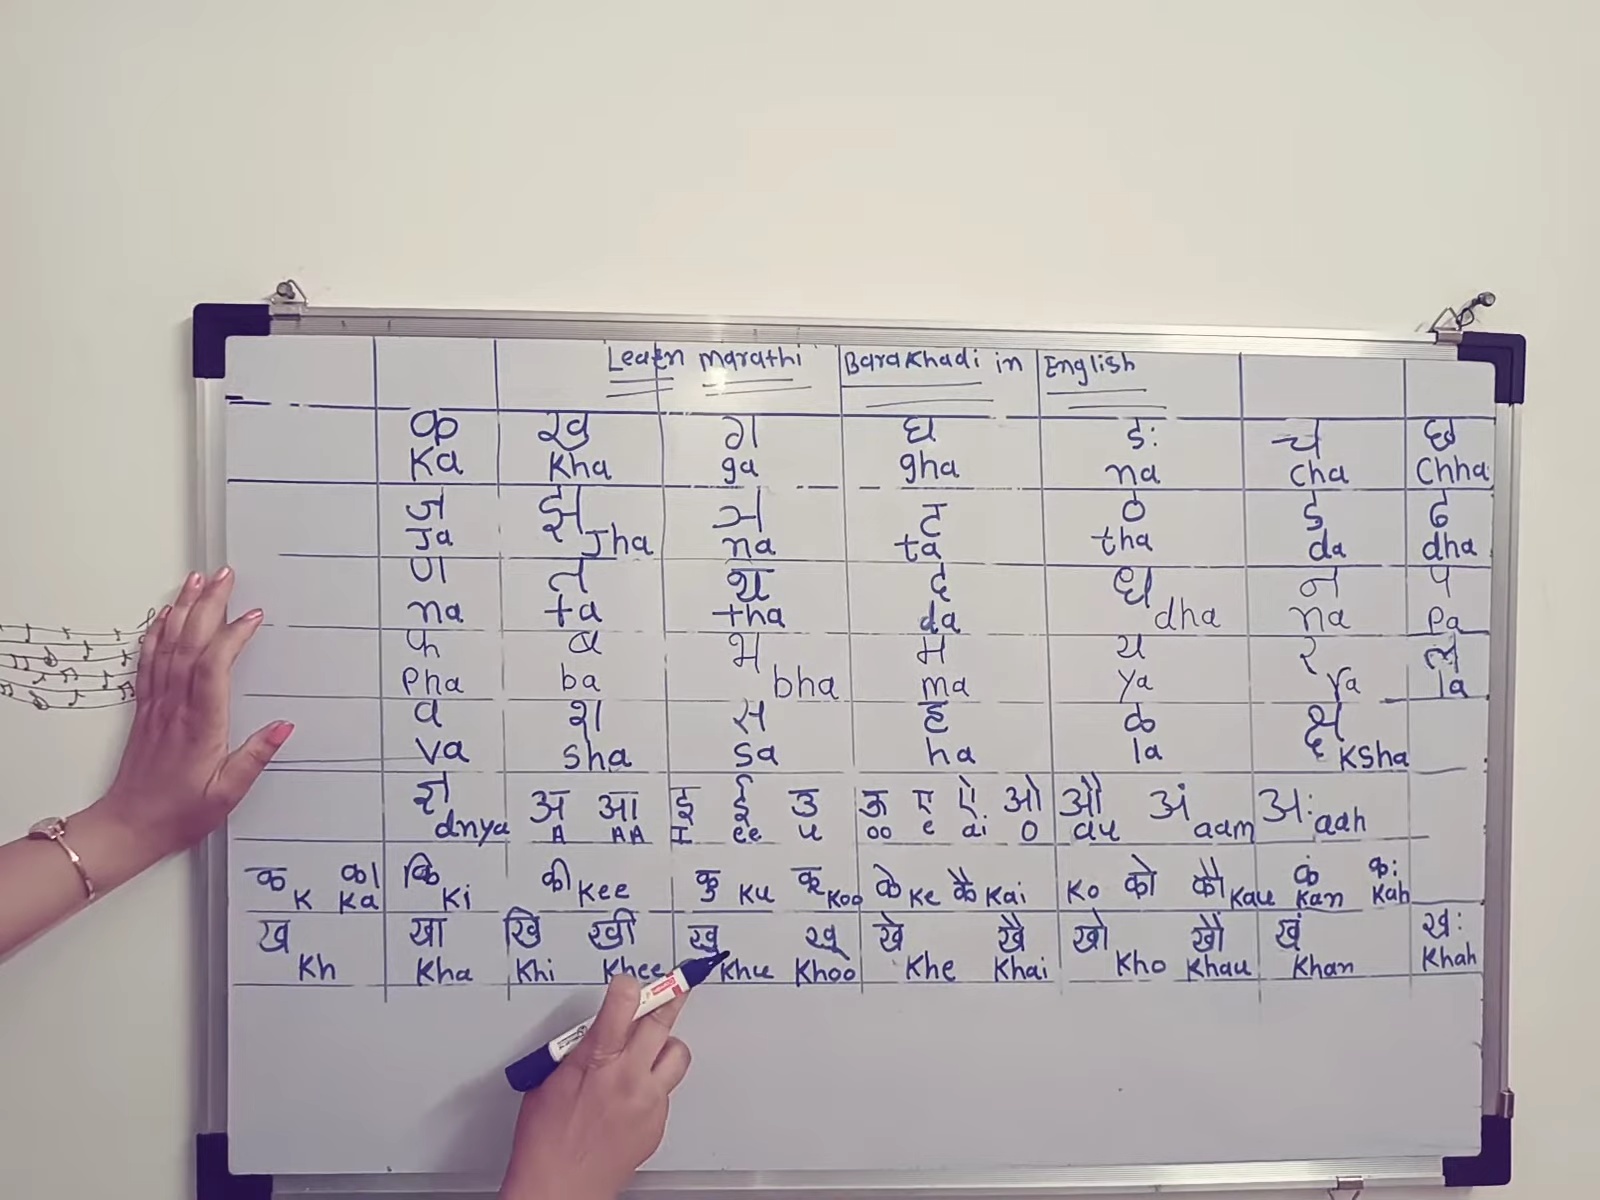 Learn Marathi Barakhadi in English
क ख ग घ ङ: च छ
Ka Kha ga gha na cha Chha
ज झ ञ ट ठ ड ढ
Ja Jha na ta tha da dha
ण त थ द ध न प
na ta tha da dha na Pa
फ ब भ म य र ल
Pha ba bha ma Ya ra la
व श स ह ळ क्ष
Va sha sa ha la Ksha
ज्ञ अ आ इ ई उ ऊ ए ऐ ओ औ अं अः
dnya A AA I ee u oo e ai o au aam aah
क का कि की कु कू के कै को कौ कं कः
K Ka Ki Kee Ku Koo Ke Kai Ko Kau Kan Kah
ख खा खि खी खु खू खे खै खो खौ खं खः
Kh Kha Khi Khee Khu Khoo Khe Khai Kho Khau Khan Khah